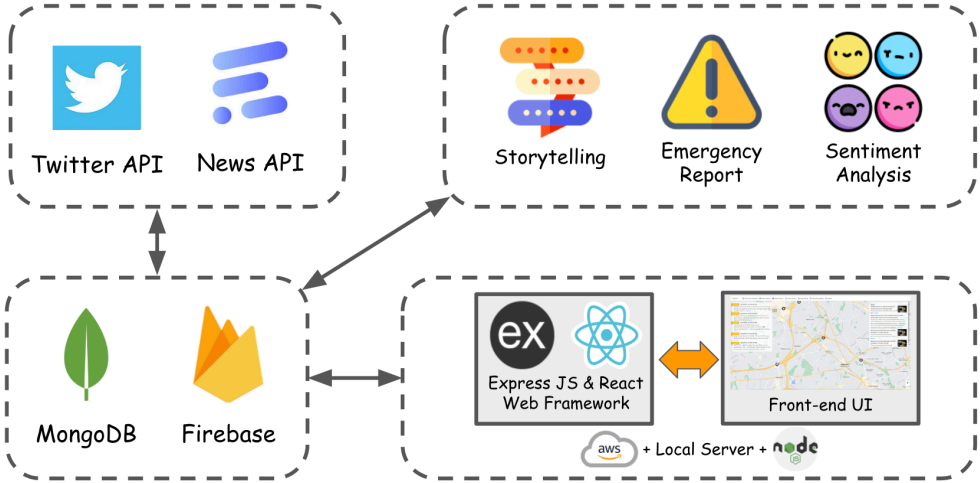 Twitter API
News API
Storytelling
Emergency
Report
Sentiment
Analysis
MongoDB
Firebase
ex
Express JS & React
Web Framework
Front-end UI
aws
+ Local Server +
node
JS